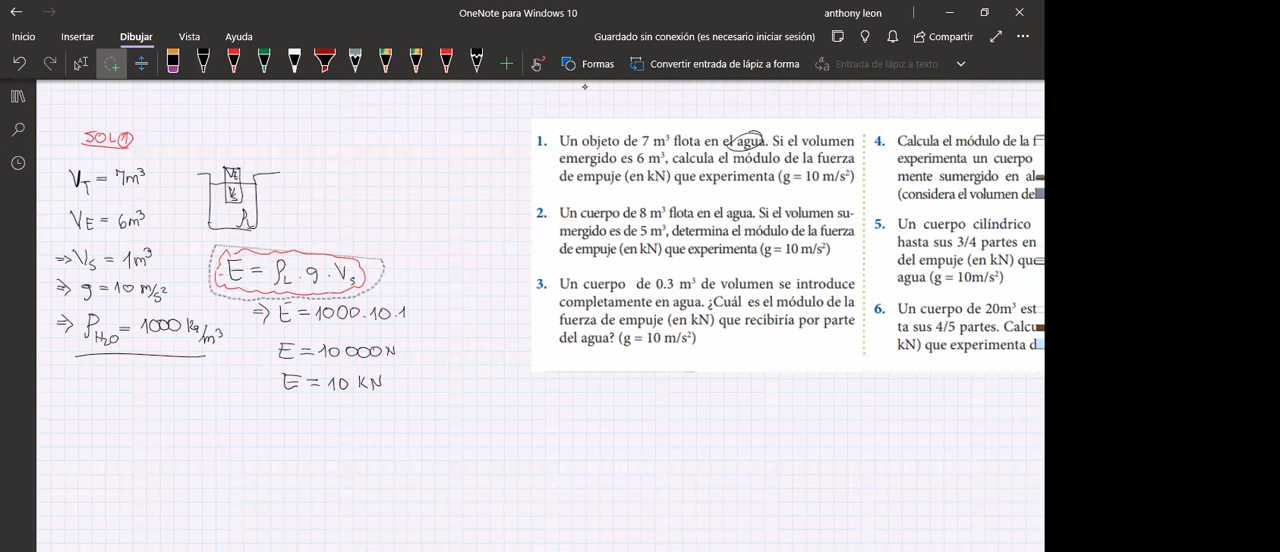 OneNote para Windows 10
anthony leon
Inicio
Insertar
Dibujar
Vista
Ayuda
Guardado sin conexión (es necesario iniciar sesión)
Compartir
Formas
Convertir entrada de lápiz a forma
Entrada de lápiz a texto
SOL 1
V_T = 7m³
V_E = 6m³
⇒ V_S = 1m³
⇒ g = 10 m/s²
⇒ ρ_H₂O = 1000 kg/m³
V_E
V_S
ρ_L
E = ρ_L . g . V_S
⇒ E = 1000.10.1
E = 10 000N
E = 10 KN
1. Un objeto de 7 m³ flota en el agua. Si el volumen
emergido es 6 m³, calcula el módulo de la fuerza
de empuje (en kN) que experimenta (g = 10 m/s²)
2. Un cuerpo de 8 m³ flota en el agua. Si el volumen su-
mergido es de 5 m³, determina el módulo de la fuerza
de empuje (en kN) que experimenta (g = 10 m/s²)
3. Un cuerpo de 0.3 m³ de volumen se introduce
completamente en agua. ¿Cuál es el módulo de la
fuerza de empuje (en kN) que recibiría por parte
del agua? (g = 10 m/s²)
4. Calcula el módulo de la f
experimenta un cuerpo
mente sumergido en al
(considera el volumen de
5. Un cuerpo cilíndrico
hasta sus 3/4 partes en
del empuje (en kN) que
agua (g = 10m/s²)
6. Un cuerpo de 20m³ est
ta sus 4/5 partes. Calcu
kN) que experimenta d